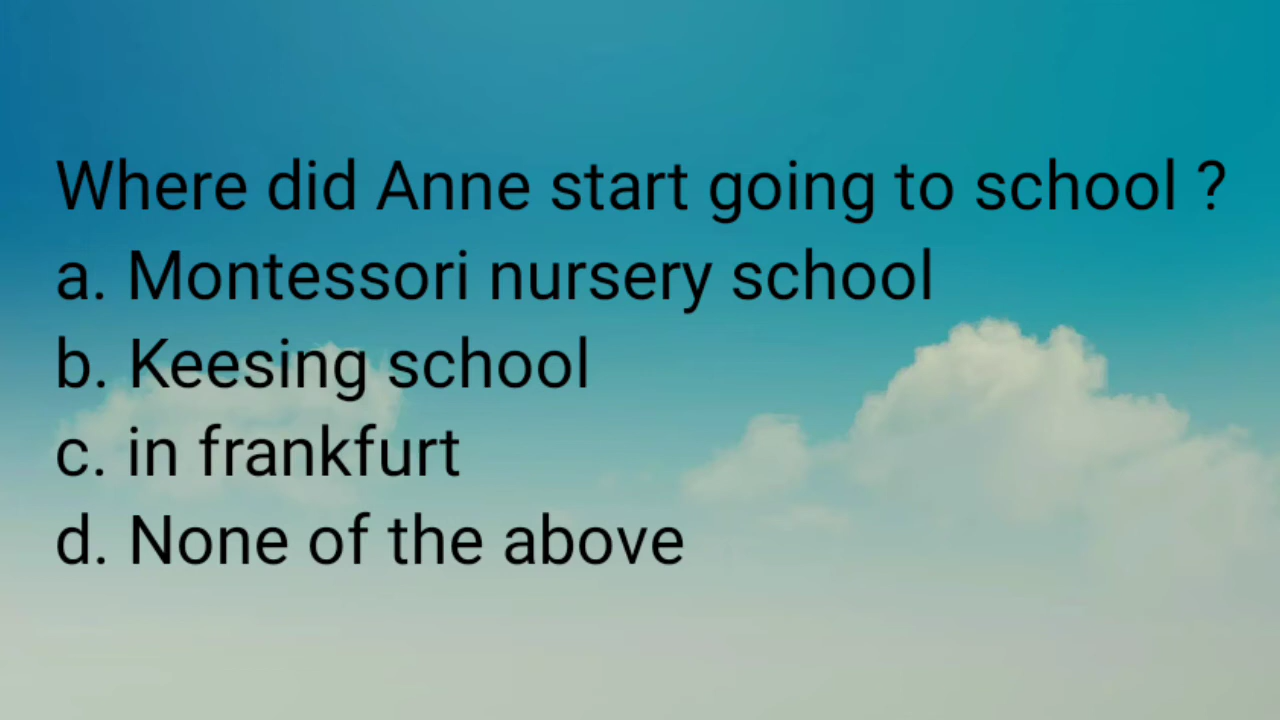 Where did Anne start going to school ?
a. Montessori nursery school
b. Keesing school
c. in frankfurt
d. None of the above